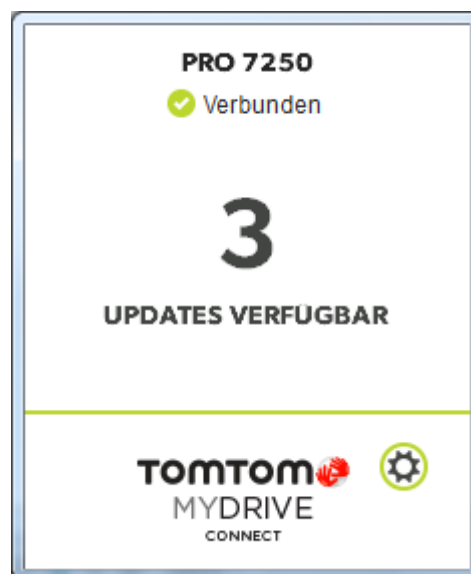 PRO 7250
Verbunden
3
UPDATES VERFÜGBAR
TOMTOM
MYDRIVE
CONNECT